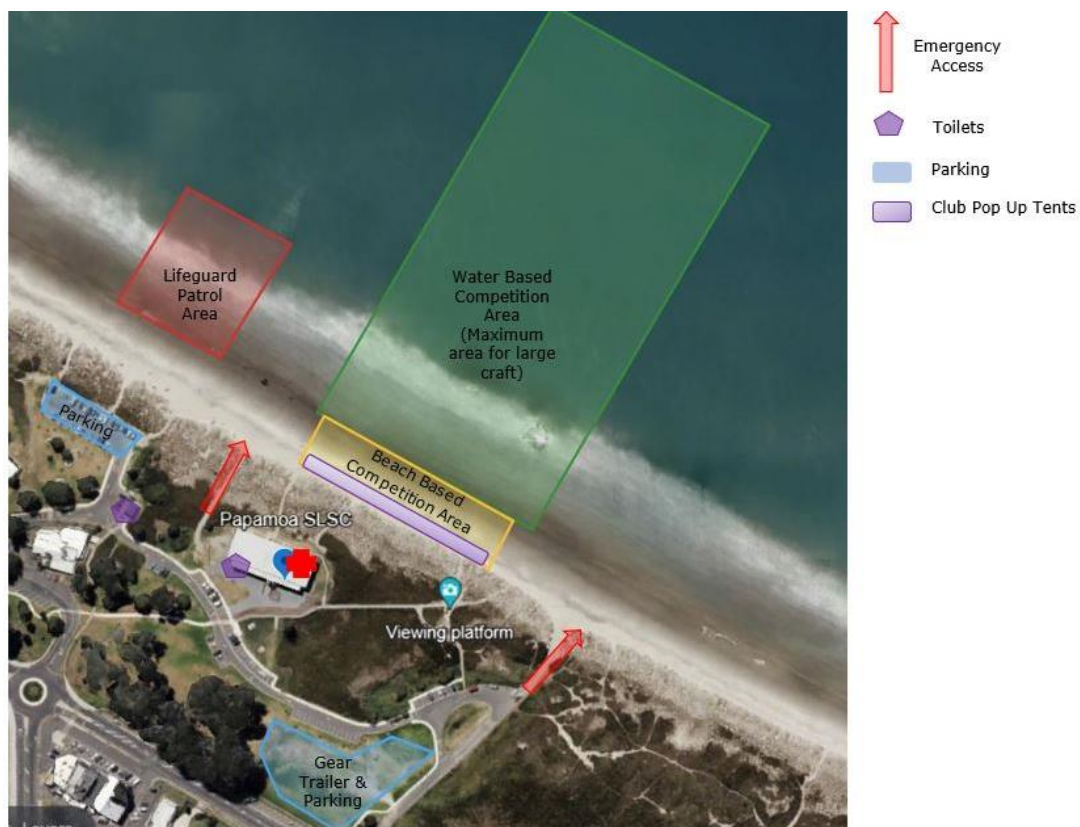 Emergency
Access
Toilets
Parking
Club Pop Up Tents
Lifeguard
Patrol
Area
Water Based
Competition
Area
(Maximum
area for large
craft)
Parking
Beach Based
Competition Area
Papamoa SLSC
Viewing platform
Gear
Trailer &
Parking